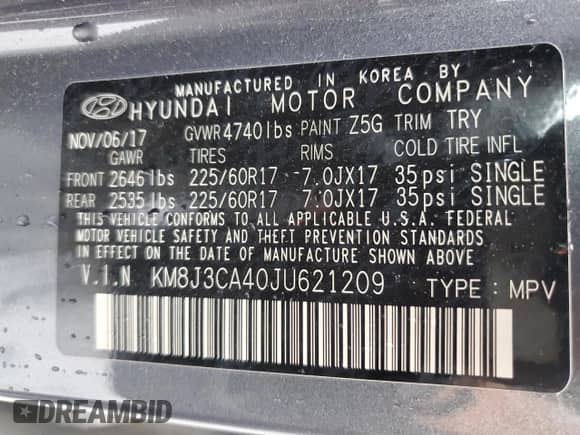 MANUFACTURED IN KOREA BY
HYUNDAI MOTOR COMPANY
NOV/06/17 GVWR 4740lbs PAINT Z5G TRIM TRY
GAWR TIRES RIMS COLD TIRE INFL
FRONT 2646lbs 225/60R17 -7.0JX17 35psi SINGLE
REAR 2535lbs 225/60R17 -7.0JX17 35psi SINGLE
THIS VEHICLE CONFORMS TO ALL APPLICABLE U.S.A. FEDERAL
MOTOR VEHICLE SAFETY AND THEFT PREVENTION STANDARDS
IN EFFECT ON THE DATE OF MANUFACTURE SHOWN ABOVE.
V.I.N KM8J3CA40JU621209 TYPE : MPV
DREAMBID